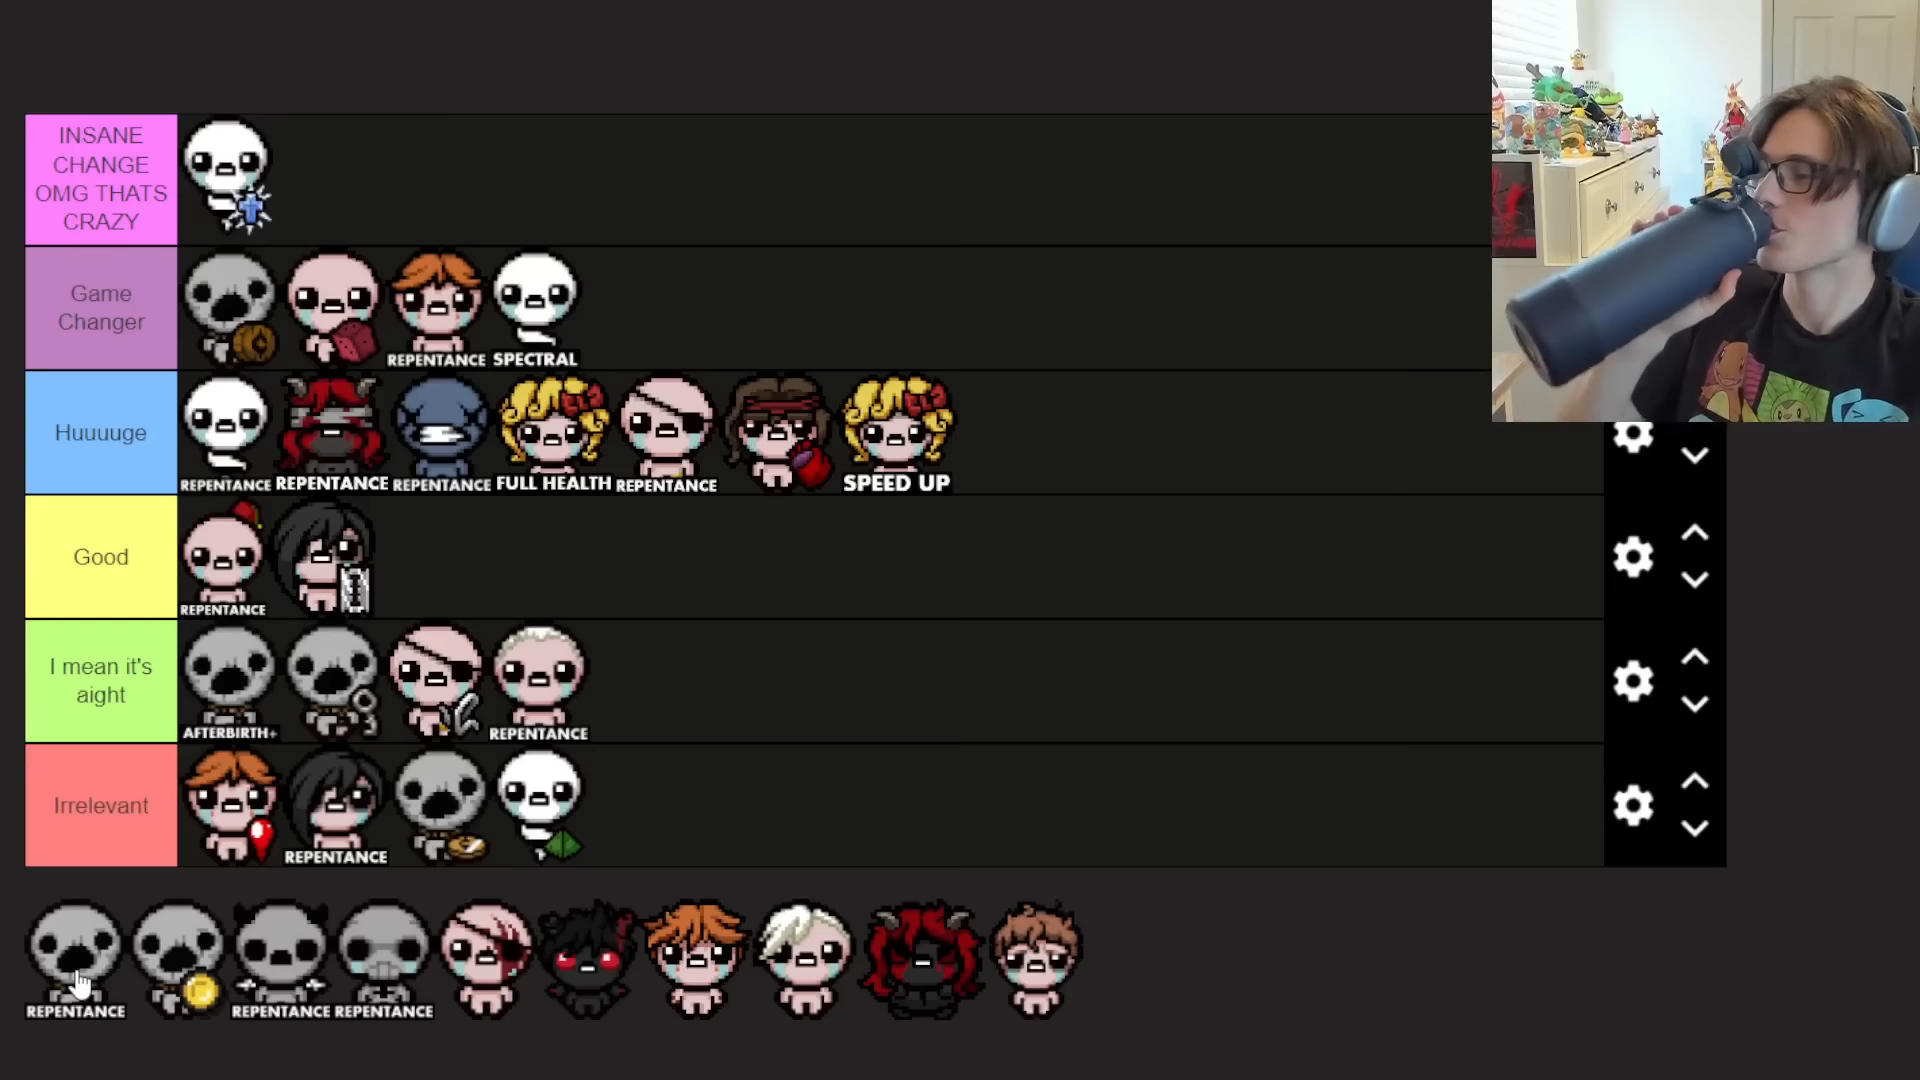 INSANE
CHANGE
OMG THATS
CRAZY
Game
Changer
REPENTANCE SPECTRAL
Huuuuge
REPENTANCE REPENTANCE REPENTANCE FULL HEALTH REPENTANCE SPEED UP
Good
REPENTANCE
I mean it's
aight
AFTERBIRTH+ REPENTANCE
Irrelevant
REPENTANCE
REPENTANCE REPENTANCE REPENTANCE